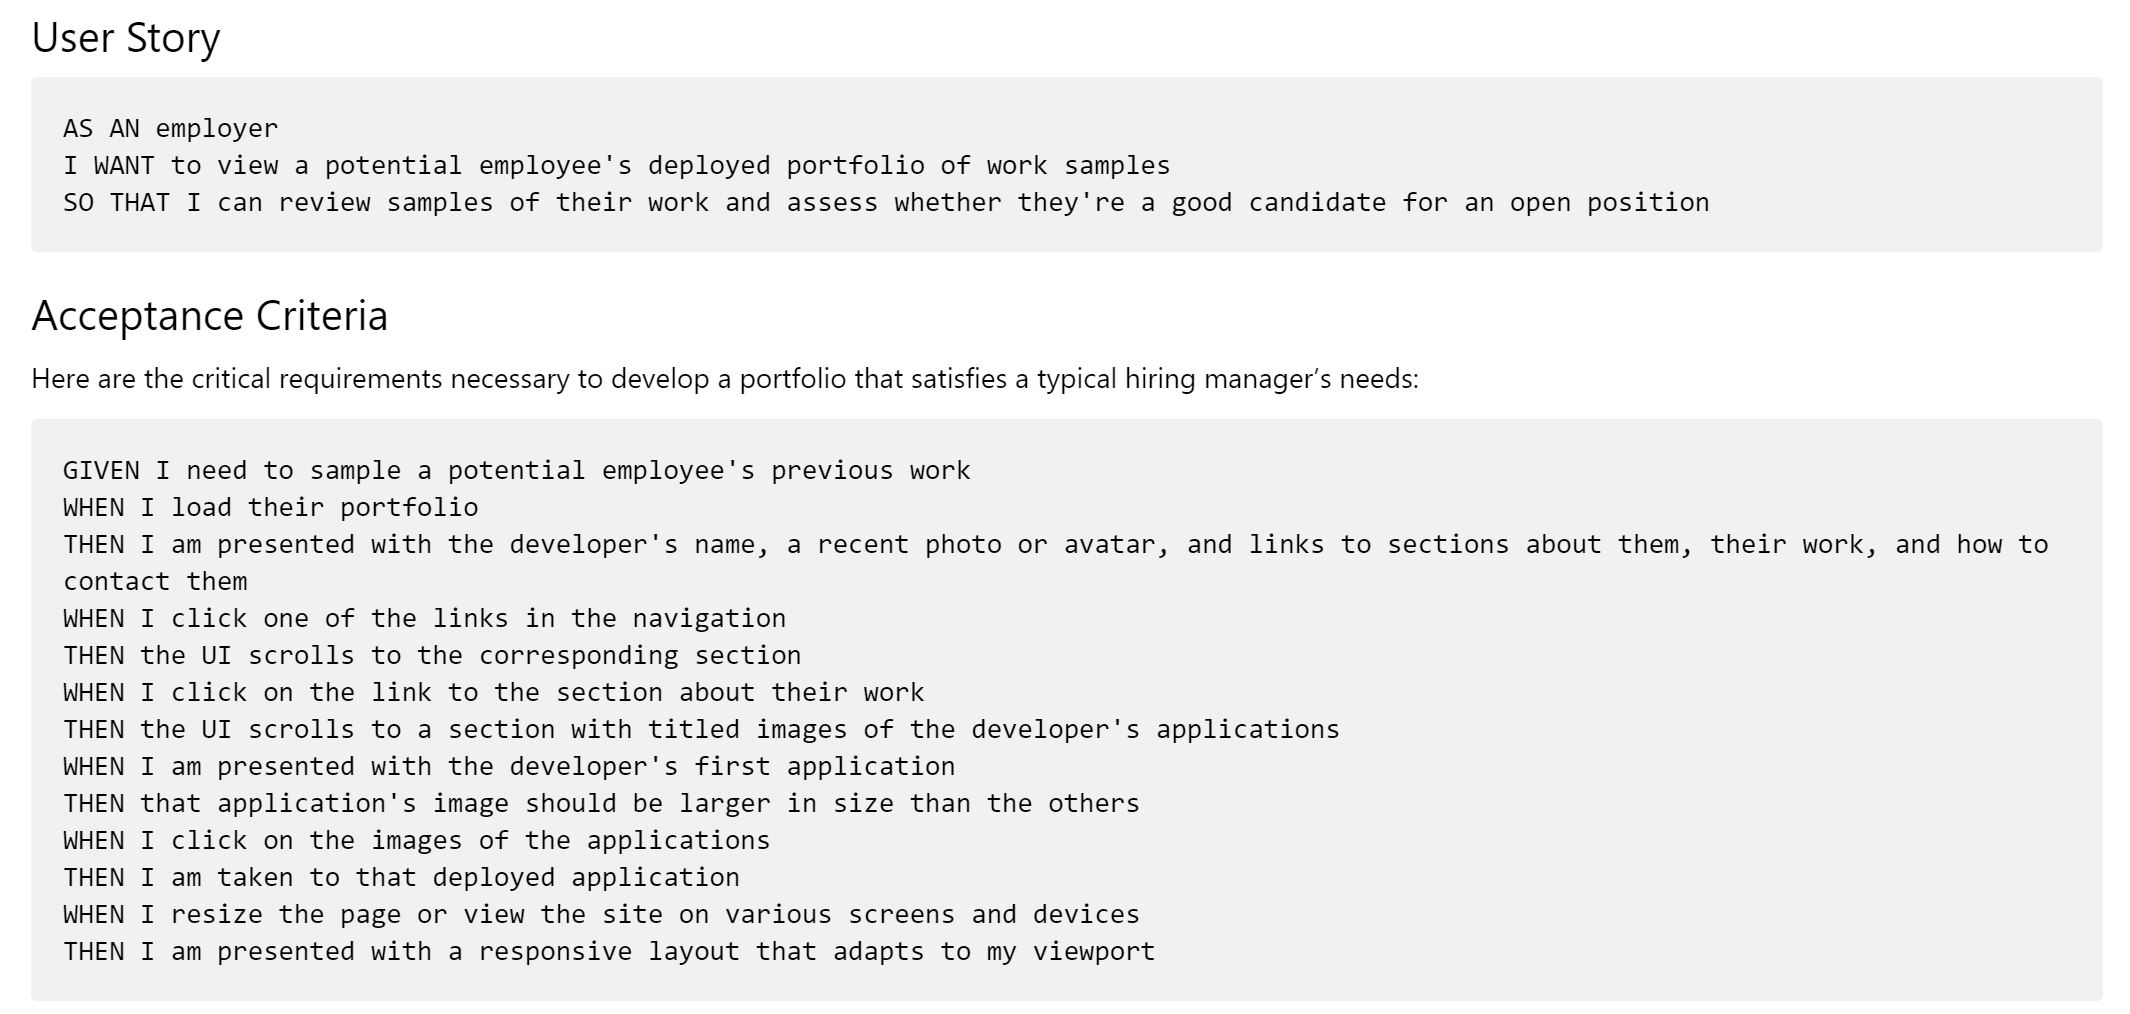 User Story
AS AN employer
I WANT to view a potential employee's deployed portfolio of work samples
SO THAT I can review samples of their work and assess whether they're a good candidate for an open position
Acceptance Criteria
Here are the critical requirements necessary to develop a portfolio that satisfies a typical hiring manager’s needs:
GIVEN I need to sample a potential employee's previous work
WHEN I load their portfolio
THEN I am presented with the developer's name, a recent photo or avatar, and links to sections about them, their work, and how to
contact them
WHEN I click one of the links in the navigation
THEN the UI scrolls to the corresponding section
WHEN I click on the link to the section about their work
THEN the UI scrolls to a section with titled images of the developer's applications
WHEN I am presented with the developer's first application
THEN that application's image should be larger in size than the others
WHEN I click on the images of the applications
THEN I am taken to that deployed application
WHEN I resize the page or view the site on various screens and devices
THEN I am presented with a responsive layout that adapts to my viewport